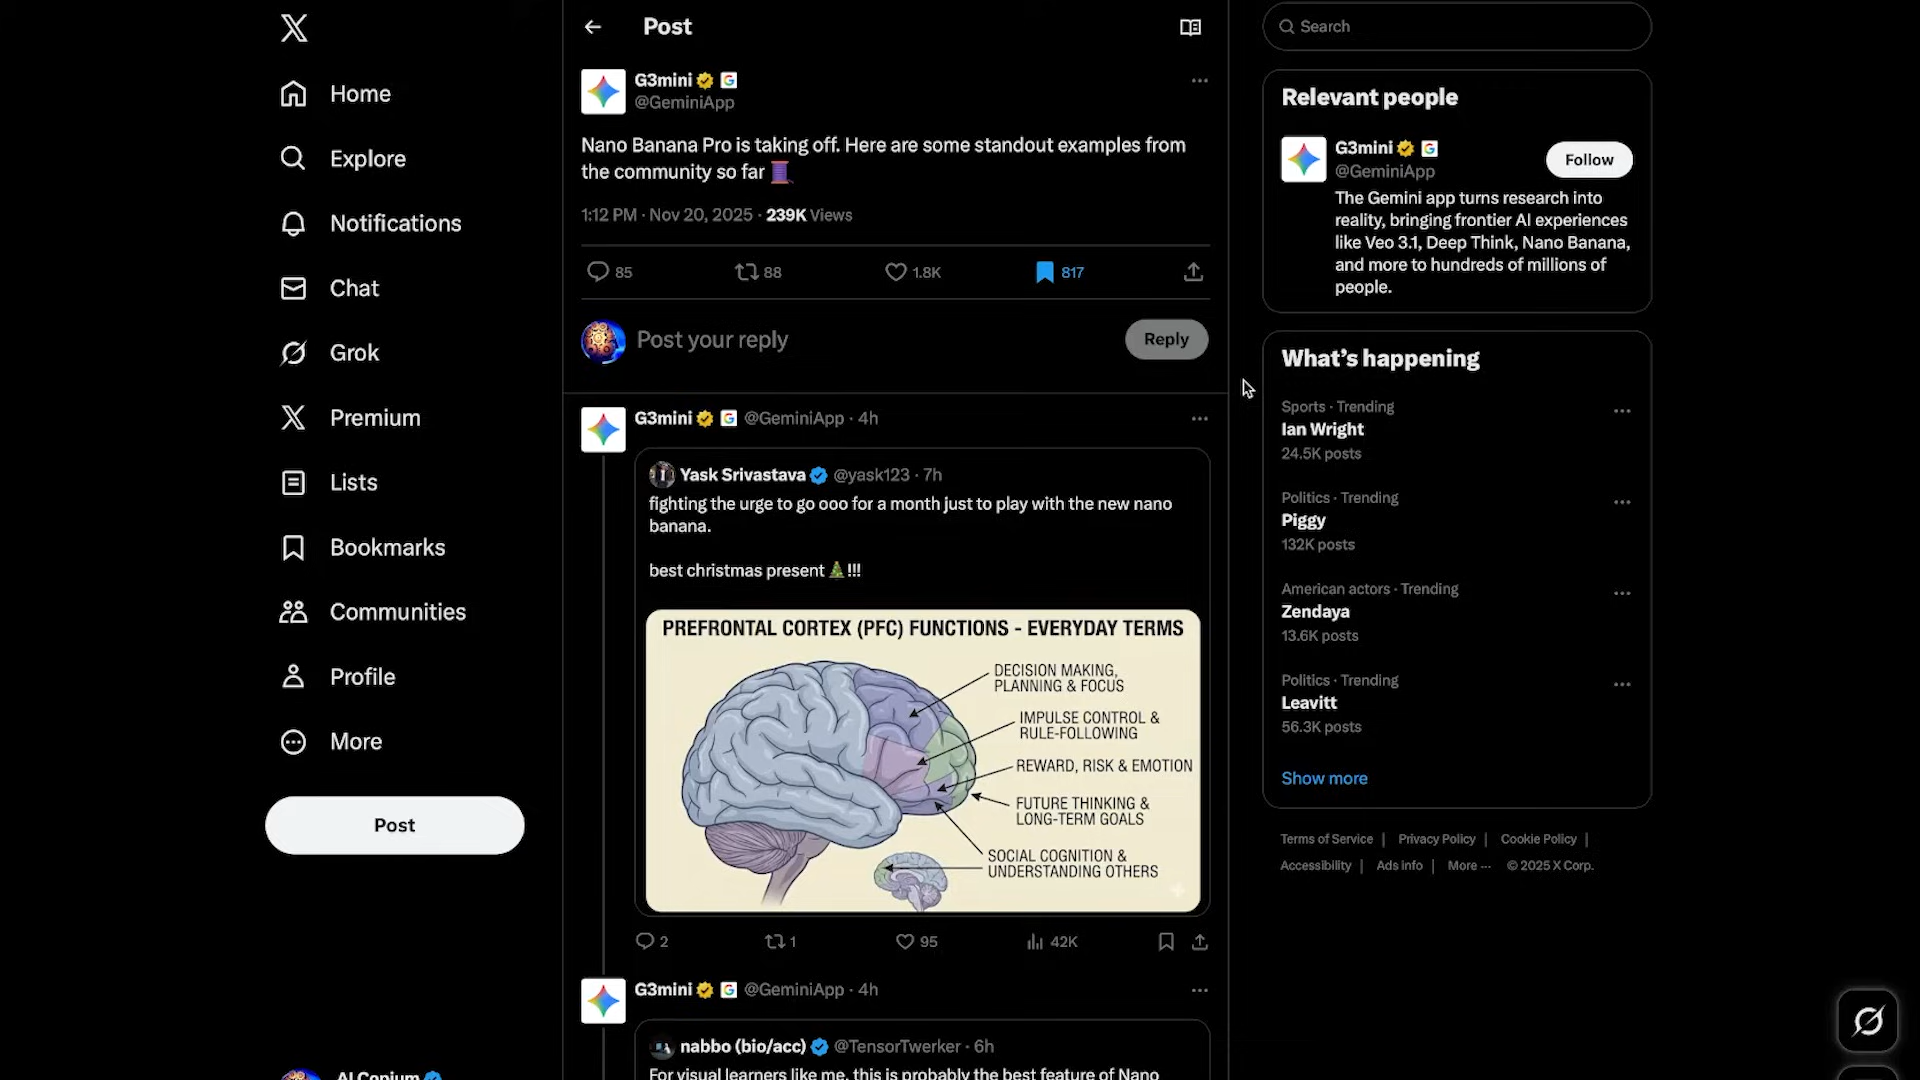 Home
Explore
Notifications
Chat
Grok
Premium
Lists
Bookmarks
Communities
Profile
More
Post
AI Copium
Post
G3mini
@GeminiApp
Nano Banana Pro is taking off. Here are some standout examples from
the community so far 🧵
1:12 PM · Nov 20, 2025 · 239K Views
85
88
1.8K
817
Post your reply
Reply
G3mini @GeminiApp · 4h
Yask Srivastava @yask123 · 7h
fighting the urge to go ooo for a month just to play with the new nano
banana.
best christmas present 🎄!!!
PREFRONTAL CORTEX (PFC) FUNCTIONS - EVERYDAY TERMS
DECISION MAKING,
PLANNING & FOCUS
IMPULSE CONTROL &
RULE-FOLLOWING
REWARD, RISK & EMOTION
FUTURE THINKING &
LONG-TERM GOALS
SOCIAL COGNITION &
UNDERSTANDING OTHERS
2
1
95
42K
G3mini @GeminiApp · 4h
nabbo (bio/acc) @TensorTwerker · 6h
For visual learners like me, this is probably the best feature of Nano
Search
Relevant people
G3mini
@GeminiApp
Follow
The Gemini app turns research into
reality, bringing frontier AI experiences
like Veo 3.1, Deep Think, Nano Banana,
and more to hundreds of millions of
people.
What's happening
Sports · Trending
Ian Wright
24.5K posts
Politics · Trending
Piggy
132K posts
American actors · Trending
Zendaya
13.6K posts
Politics · Trending
Leavitt
56.3K posts
Show more
Terms of Service | Privacy Policy | Cookie Policy |
Accessibility | Ads info | More ··· © 2025 X Corp.